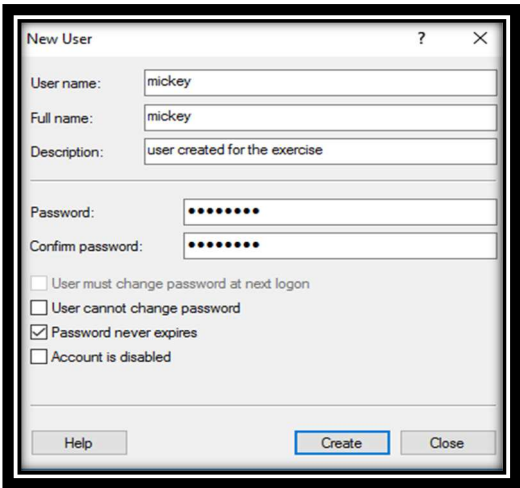 New User ?
User name: mickey
Full name: mickey
Description: user created for the exercise
Password: ●●●●●●●●
Confirm password: ●●●●●●●●
User must change password at next logon
User cannot change password
Password never expires
Account is disabled
Help Create Close